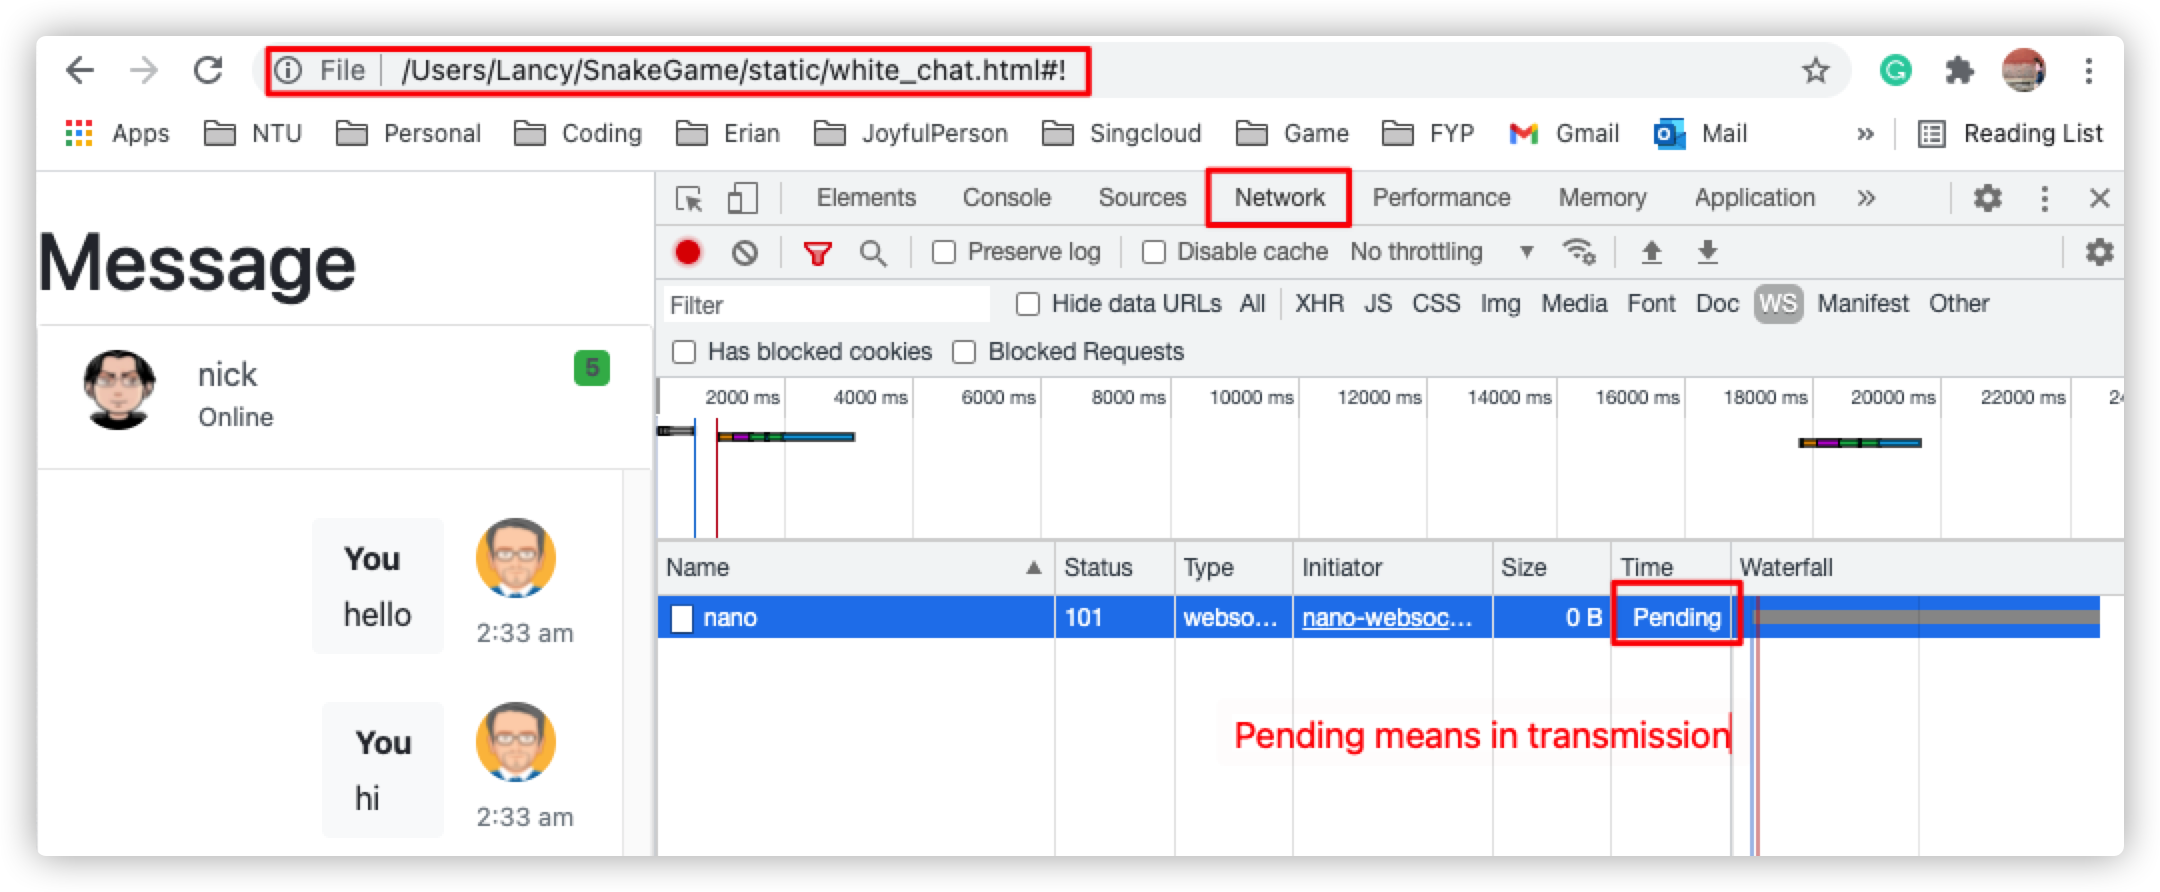 File /Users/Lancy/SnakeGame/static/white_chat.html#!
Apps NTU Personal Coding Erian JoyfulPerson Singcloud Game FYP Gmail Mail » Reading List
Message
nick
5
Online
You
hello
2:33 am
You
hi
2:33 am
Elements Console Sources Network Performance Memory Application »
Preserve log Disable cache No throttling
Filter Hide data URLs All XHR JS CSS Img Media Font Doc WS Manifest Other
Has blocked cookies Blocked Requests
2000 ms 4000 ms 6000 ms 8000 ms 10000 ms 12000 ms 14000 ms 16000 ms 18000 ms 20000 ms 22000 ms
Name Status Type Initiator Size Time Waterfall
nano 101 webso... nano-websoc... 0 B Pending
Pending means in transmission